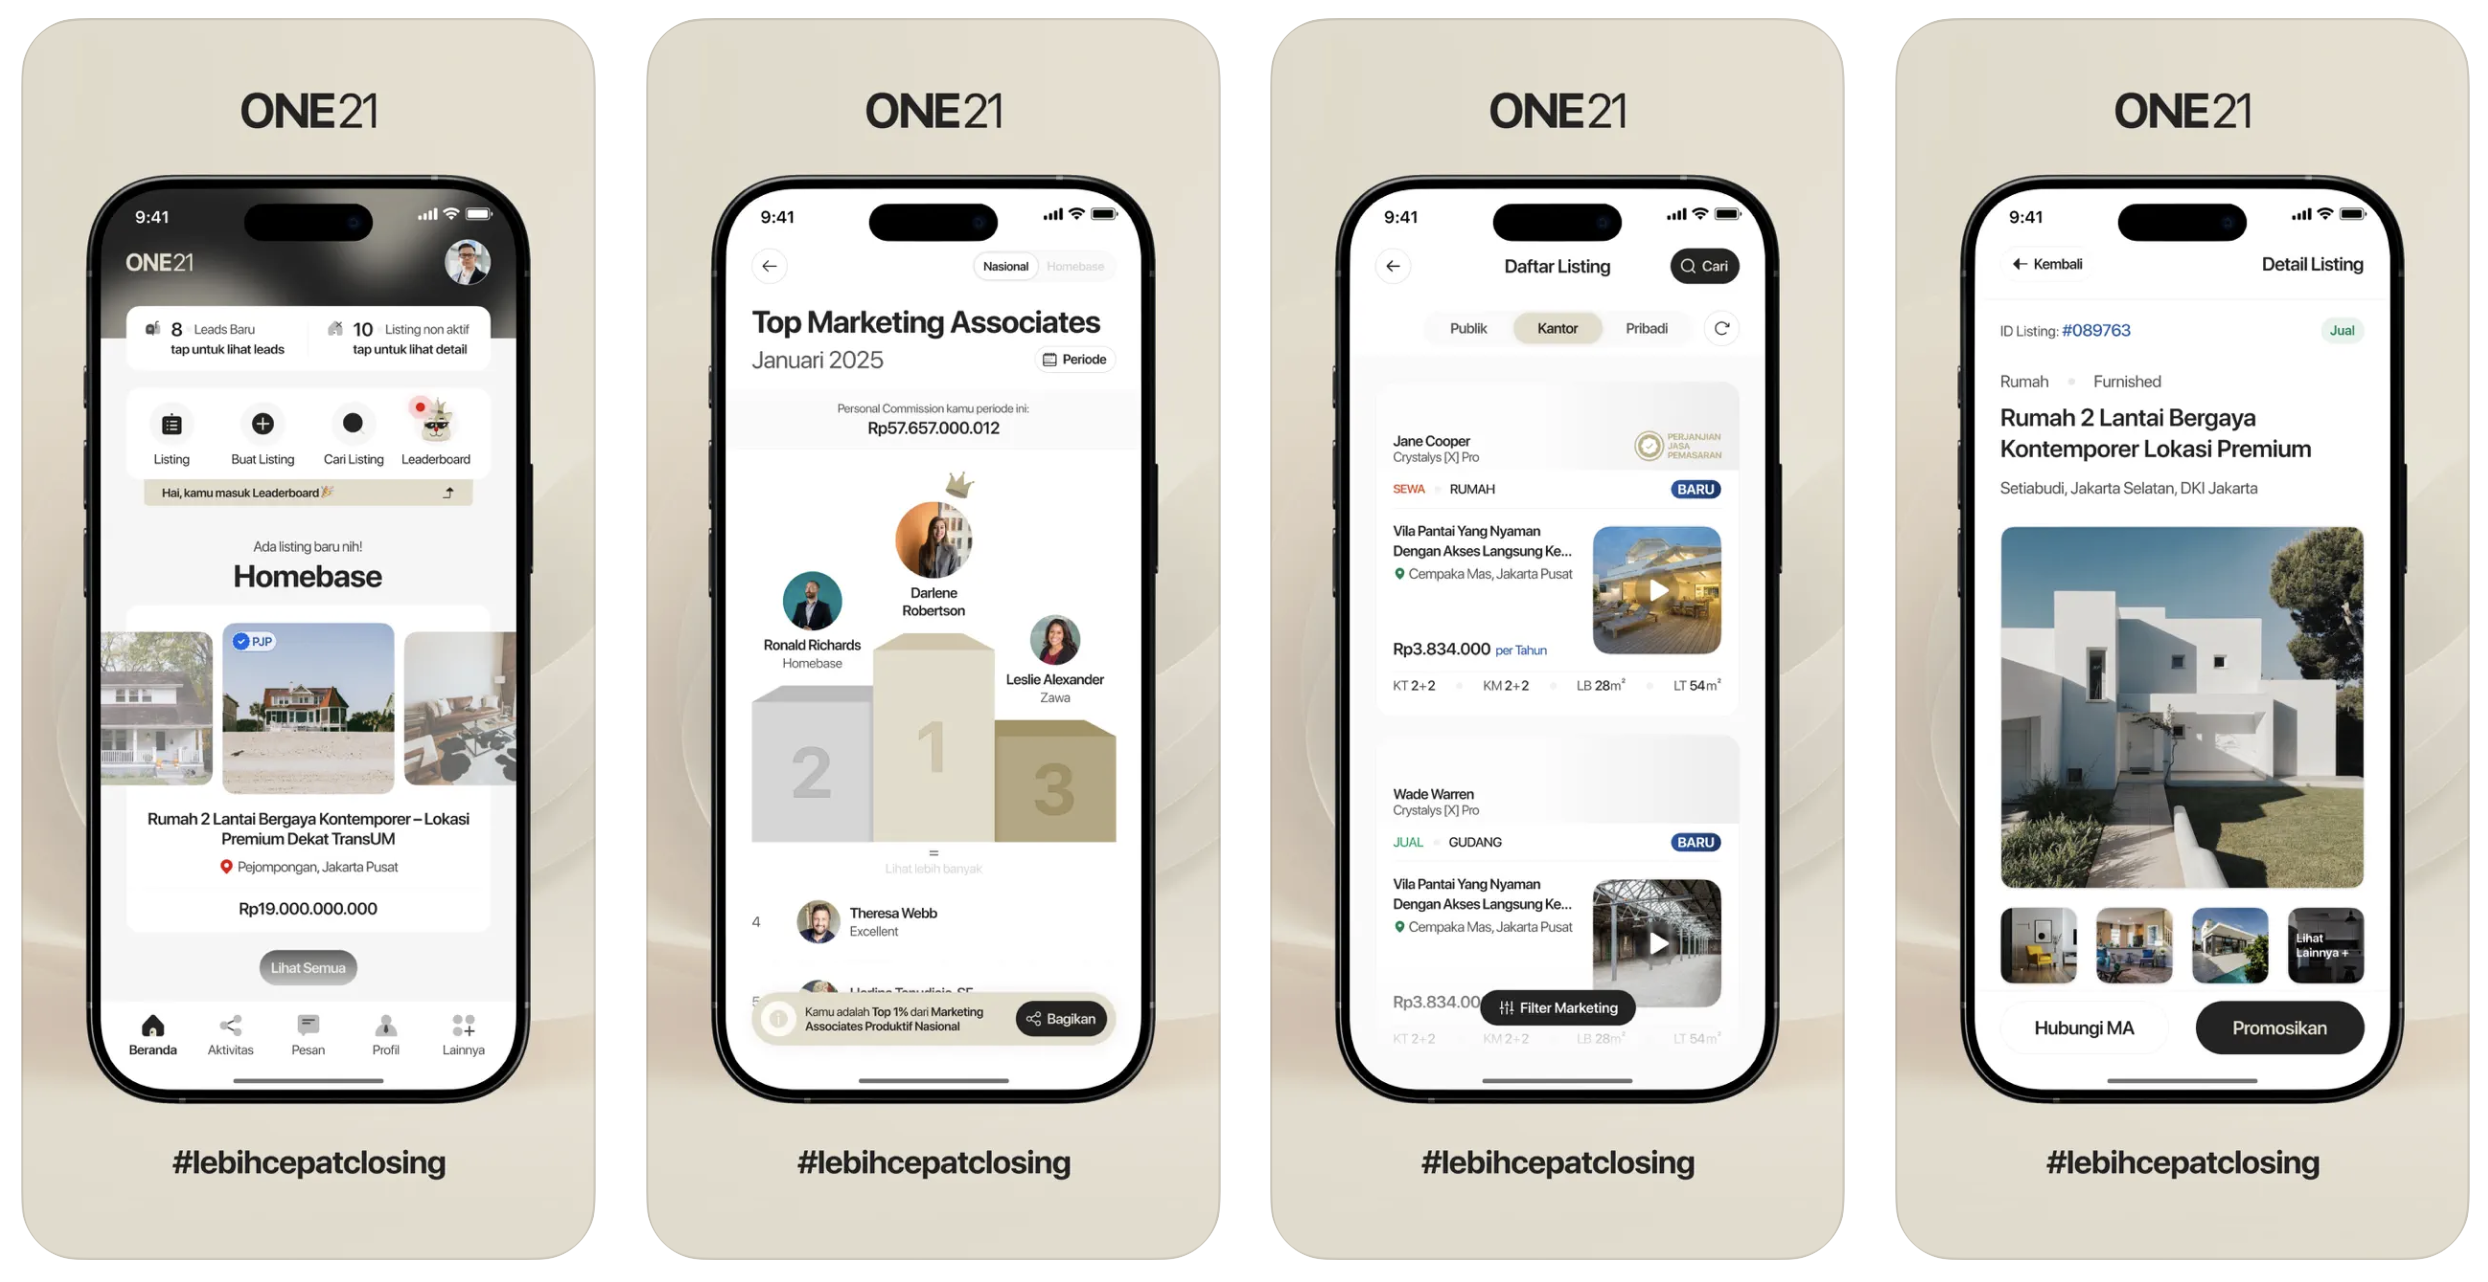 ONE21
9:41
ONE21
8 Leads Baru
tap untuk lihat leads
10 Listing non aktif
tap untuk lihat detail
Listing
Buat Listing
Cari Listing
Leaderboard
Hai, kamu masuk Leaderboard🎉
Ada listing baru nih!
Homebase
PJP
Rumah 2 Lantai Bergaya Kontemporer – Lokasi
Premium Dekat TransUM
Pejompongan, Jakarta Pusat
Rp19.000.000.000
Lihat Semua
Beranda
Aktivitas
Pesan
Profil
Lainnya
#lebihcepatclosing
ONE21
9:41
Nasional
Homebase
Top Marketing Associates
Januari 2025
Periode
Personal Commission kamu periode ini:
Rp57.657.000.012
Darlene
Robertson
Ronald Richards
Homebase
Leslie Alexander
Zawa
2
1
3
Lihat lebih banyak
4
Theresa Webb
Excellent
5
Kamu adalah Top 1% dari Marketing
Associates Produktif Nasional
Bagikan
#lebihcepatclosing
ONE21
9:41
Daftar Listing
Cari
Publik
Kantor
Pribadi
Jane Cooper
Crystalys [X] Pro
PERJANJIAN
JASA
PEMASARAN
SEWA
RUMAH
BARU
Vila Pantai Yang Nyaman
Dengan Akses Langsung Ke...
Cempaka Mas, Jakarta Pusat
Rp3.834.000 per Tahun
KT 2+2
KM 2+2
LB 28m²
LT 54m²
Wade Warren
Crystalys [X] Pro
JUAL
GUDANG
BARU
Vila Pantai Yang Nyaman
Dengan Akses Langsung Ke...
Cempaka Mas, Jakarta Pusat
Rp3.834.00
Filter Marketing
KT 2+2
KM 2+2
LB 28m²
LT 54m²
#lebihcepatclosing
ONE21
9:41
Kembali
Detail Listing
ID Listing: #089763
Jual
Rumah
Furnished
Rumah 2 Lantai Bergaya
Kontemporer Lokasi Premium
Setiabudi, Jakarta Selatan, DKI Jakarta
Lihat
Lainnya +
Hubungi MA
Promosikan
#lebihcepatclosing